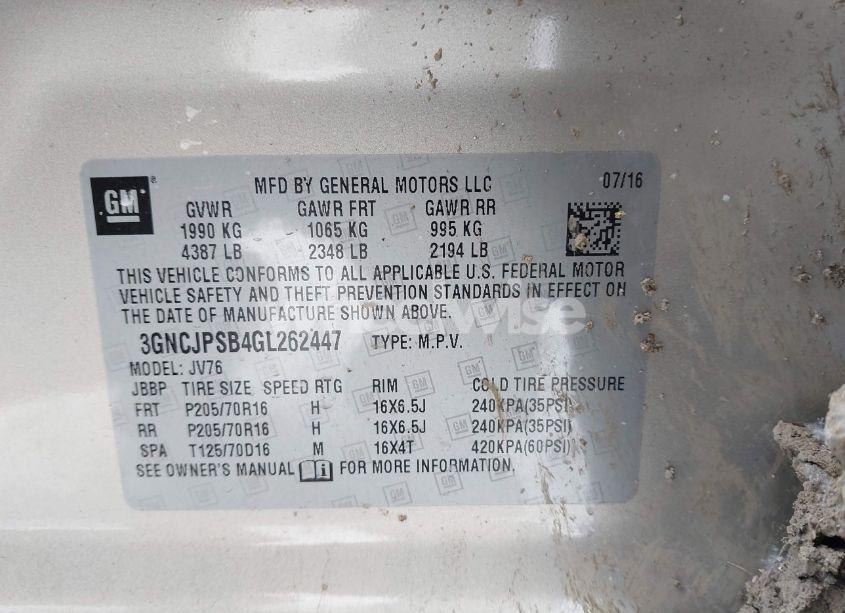 GM ® MFD BY GENERAL MOTORS LLC 07/16
GVWR GAWR FRT GAWR RR
1990 KG 1065 KG 995 KG
4387 LB 2348 LB 2194 LB
THIS VEHICLE CONFORMS TO ALL APPLICABLE U.S. FEDERAL MOTOR
VEHICLE SAFETY AND THEFT PREVENTION STANDARDS IN EFFECT ON
THE DATE OF MANUFACTURE SHOWN ABOVE.
3GNCJPSB4GL262447 TYPE: M.P.V.
MODEL: JV76
JBBP TIRE SIZE SPEED RTG RIM COLD TIRE PRESSURE
FRT P205/70R16 H 16X6.5J 240KPA(35PSI)
RR P205/70R16 H 16X6.5J 240KPA(35PSI)
SPA T125/70D16 M 16X4T 420KPA(60PSI)
SEE OWNER'S MANUAL FOR MORE INFORMATION.